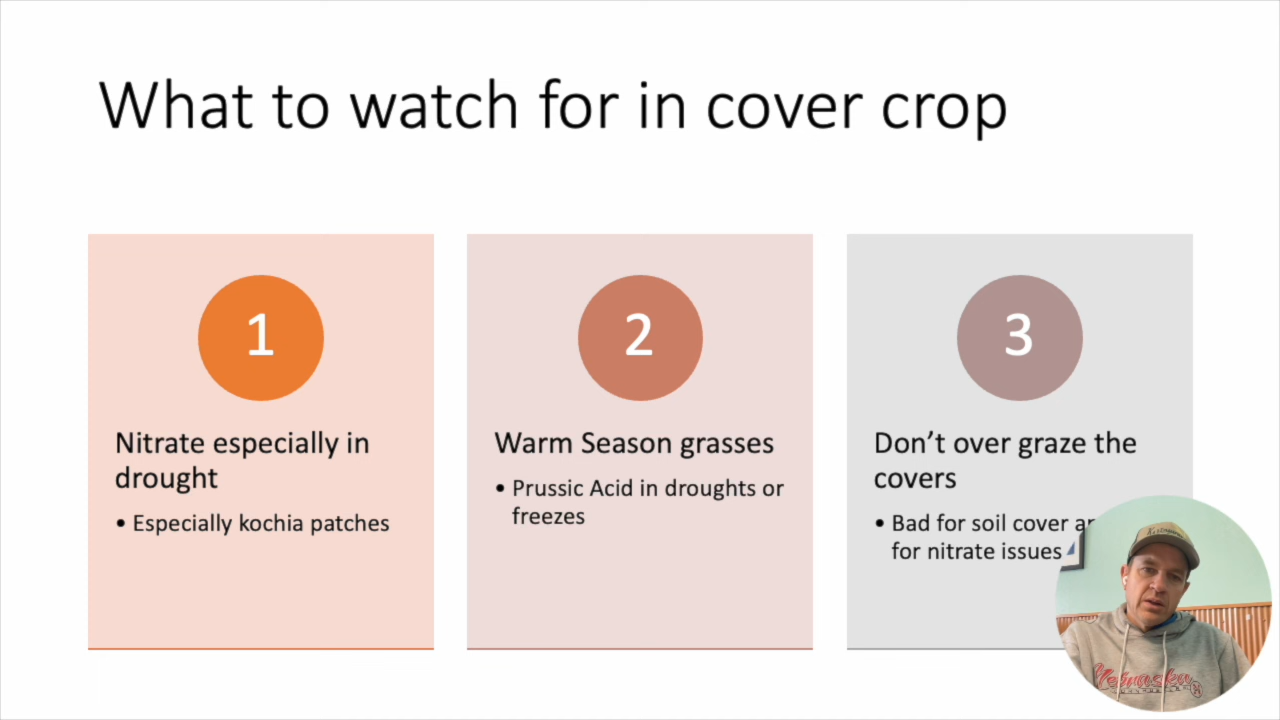 What to watch for in cover crop
1
Nitrate especially in
drought
• Especially kochia patches
2
Warm Season grasses
• Prussic Acid in droughts or
freezes
3
Don’t over graze the
covers
• Bad for soil cover
for nitrate issues
Nebraska